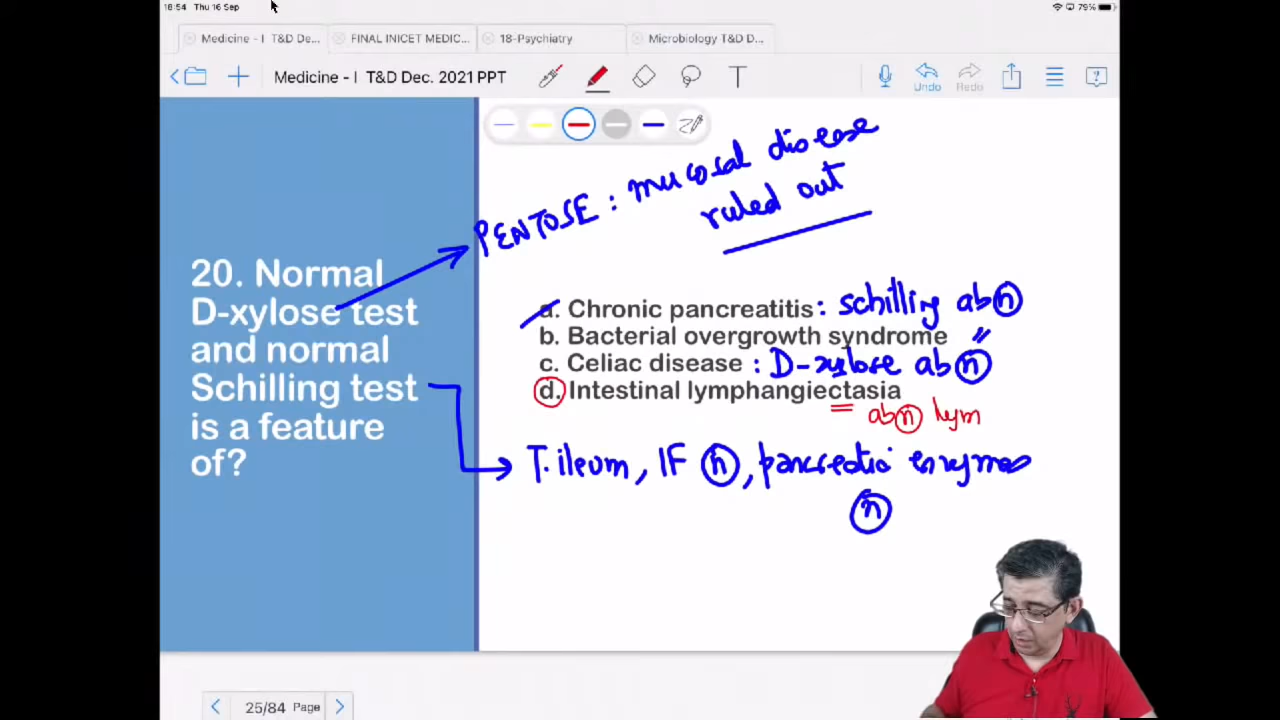 18:54 Thu 16 Sep
79%
Medicine - I T&D De...
FINAL INICET MEDIC...
18-Psychiatry
Microbiology T&D D...
Medicine - I T&D Dec. 2021 PPT
T
Undo
Redo
PENTOSE : mucosal disease
ruled out
20. Normal
D-xylose test
and normal
Schilling test
is a feature
of?
a. Chronic pancreatitis : schilling ab n
b. Bacterial overgrowth syndrome "
c. Celiac disease : D-xylose ab n
d. Intestinal lymphangiectasia
ab n lym
T. ileum, IF n, pancreatic enzymes
n
25/84 Page